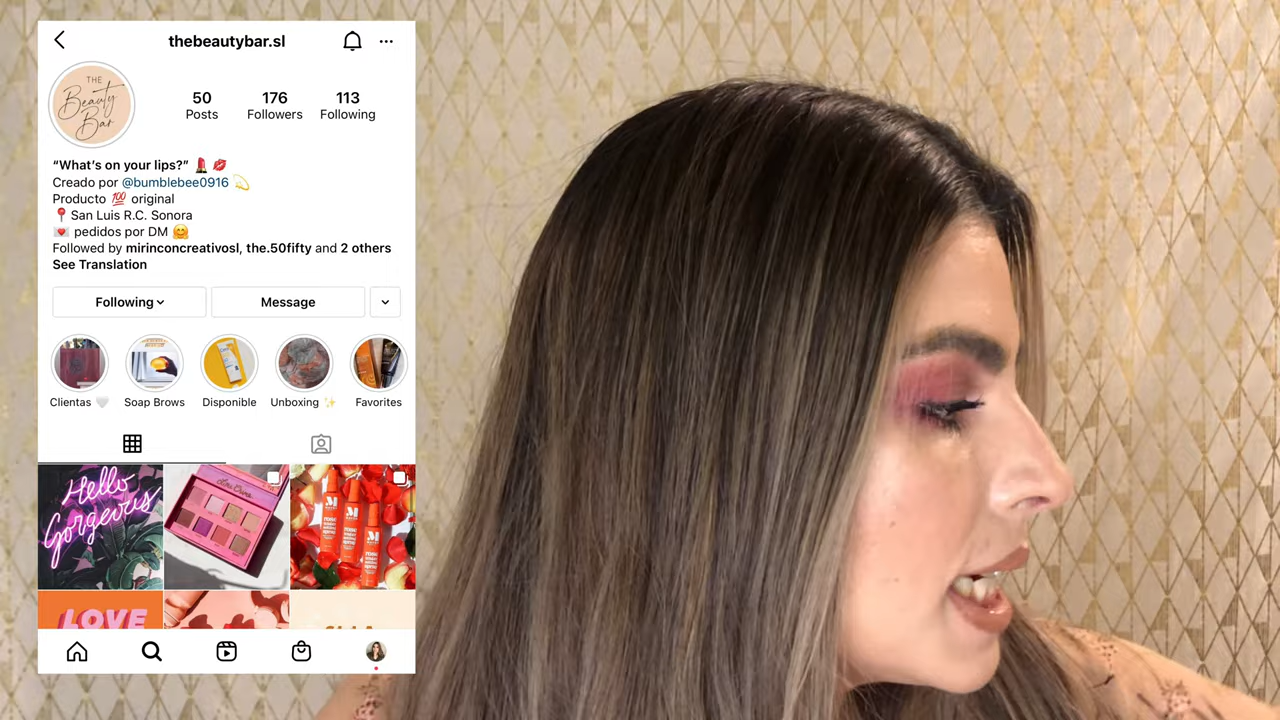 thebeautybar.sl
THE
Beauty
Bar
50
Posts
176
Followers
113
Following
“What’s on your lips?” 💄 💋
Creado por @bumblebee0916 💫
Producto 💯 original
📍San Luis R.C. Sonora
💌 pedidos por DM 🤗
Followed by mirinconcreativosl, the.50fifty and 2 others
See Translation
Following
Message
Clientas 🤍
Soap Brows
Disponible
Unboxing ✨
Favorites
Hello
Gorgeous
LOVE